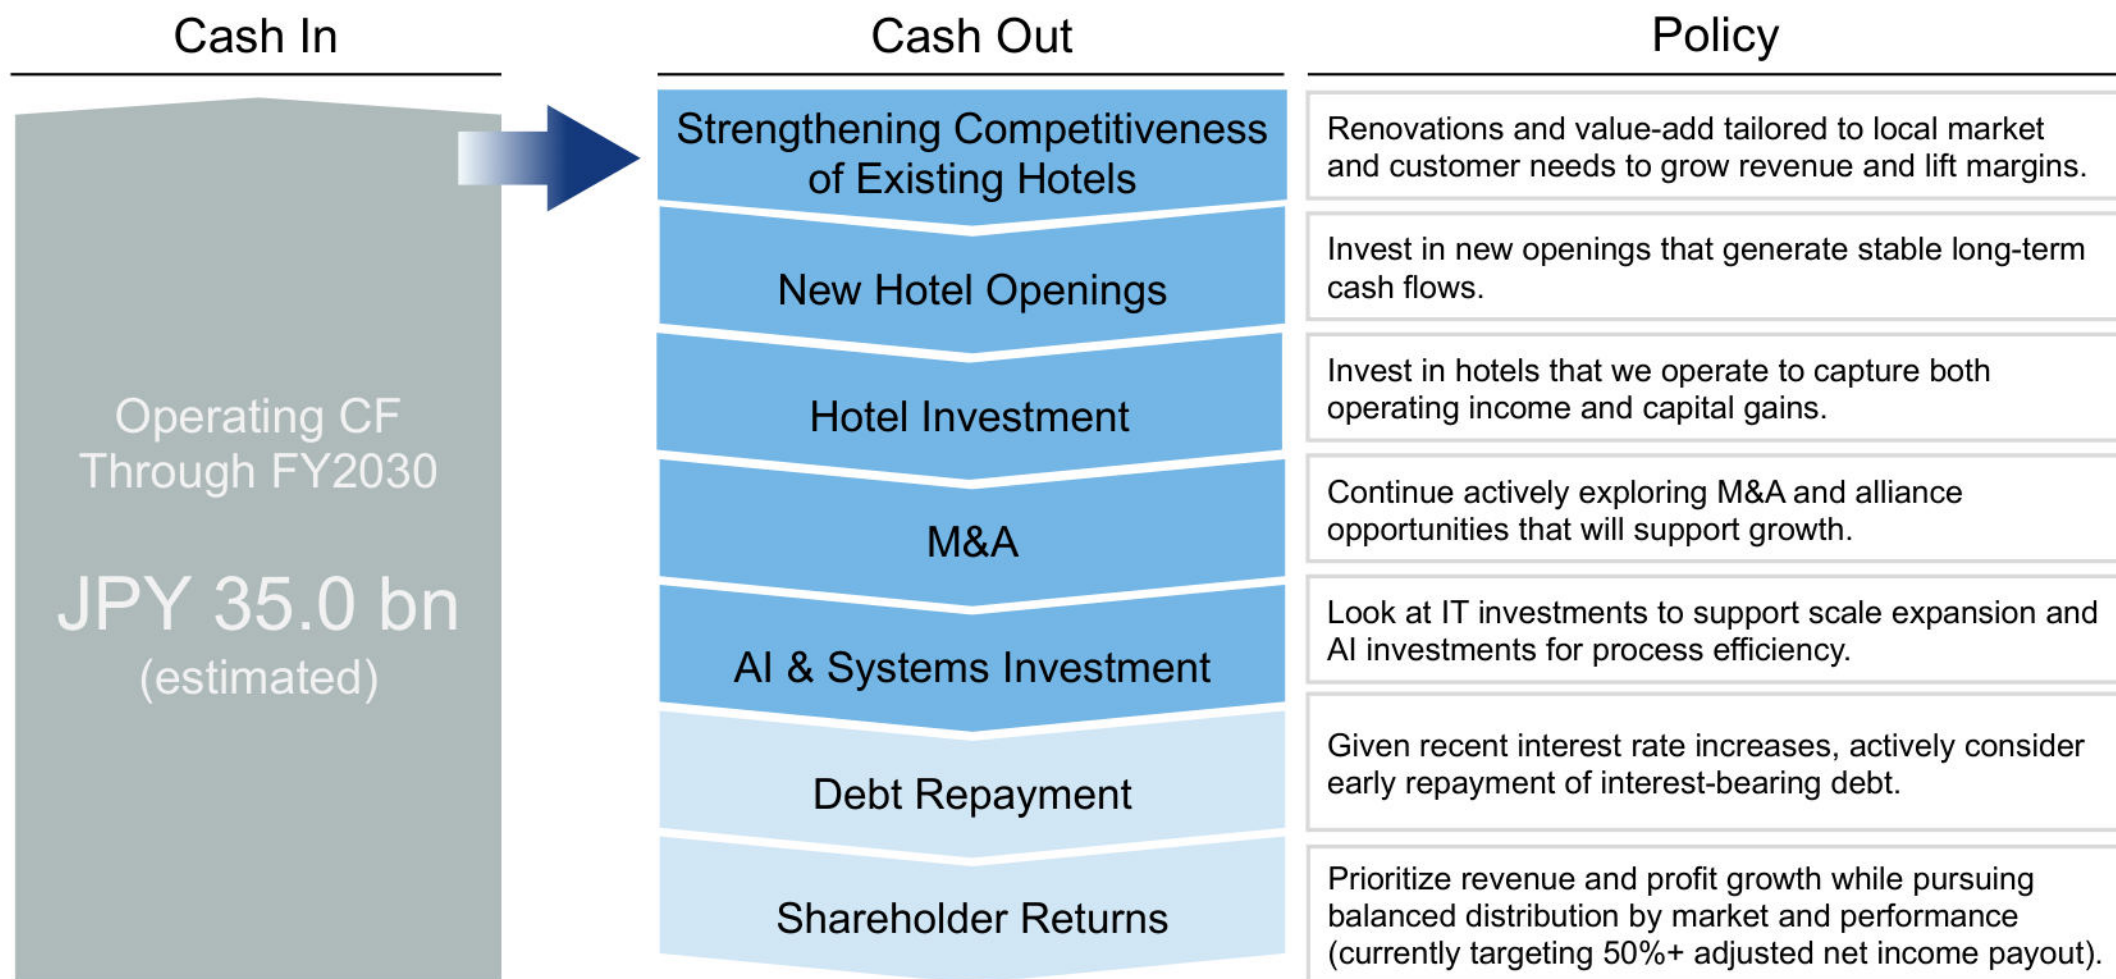 Cash In
Cash Out
Policy
Operating CF
Through FY2030
JPY 35.0 bn
(estimated)
Strengthening Competitiveness
of Existing Hotels
Renovations and value-add tailored to local market
and customer needs to grow revenue and lift margins.
New Hotel Openings
Invest in new openings that generate stable long-term
cash flows.
Hotel Investment
Invest in hotels that we operate to capture both
operating income and capital gains.
M&A
Continue actively exploring M&A and alliance
opportunities that will support growth.
AI & Systems Investment
Look at IT investments to support scale expansion and
AI investments for process efficiency.
Debt Repayment
Given recent interest rate increases, actively consider
early repayment of interest-bearing debt.
Shareholder Returns
Prioritize revenue and profit growth while pursuing
balanced distribution by market and performance
(currently targeting 50%+ adjusted net income payout).